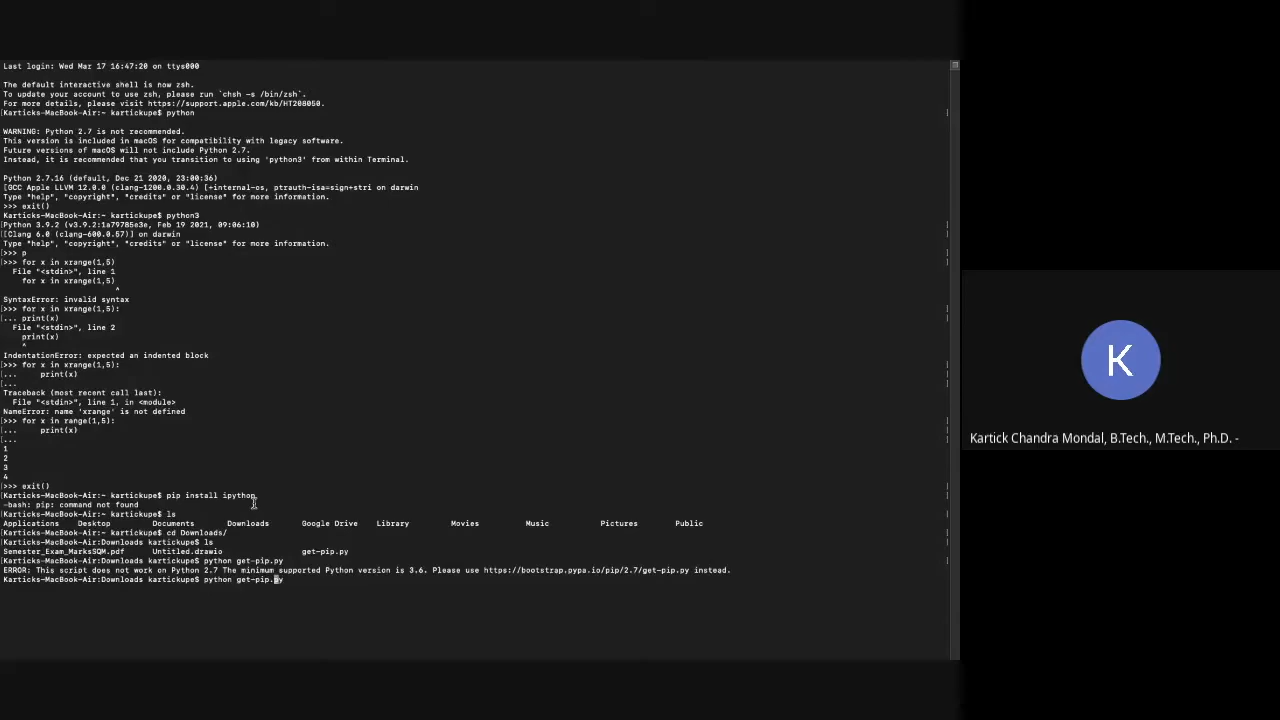 Last login: Wed Mar 17 16:47:20 on ttys000
The default interactive shell is now zsh.
To update your account to use zsh, please run `chsh -s /bin/zsh`.
For more details, please visit https://support.apple.com/kb/HT208050.
[Karticks-MacBook-Air:~ kartickupe$ python
WARNING: Python 2.7 is not recommended.
This version is included in macOS for compatibility with legacy software.
Future versions of macOS will not include Python 2.7.
Instead, it is recommended that you transition to using 'python3' from within Terminal.
Python 2.7.16 (default, Dec 21 2020, 23:00:36)
[GCC Apple LLVM 12.0.0 (clang-1200.0.30.4) [+internal-os, ptrauth-isa=sign+stri on darwin
Type "help", "copyright", "credits" or "license" for more information.
>>> exit()
Karticks-MacBook-Air:~ kartickupe$ python3
[Python 3.9.2 (v3.9.2:1a79785e3e, Feb 19 2021, 09:06:10)
[[Clang 6.0 (clang-600.0.57)] on darwin
Type "help", "copyright", "credits" or "license" for more information.
[>>> p
[>>> for x in xrange(1,5)
File "<stdin>", line 1
for x in xrange(1,5)
^
SyntaxError: invalid syntax
[>>> for x in xrange(1,5):
[... print(x)
File "<stdin>", line 2
print(x)
^
IndentationError: expected an indented block
[>>> for x in xrange(1,5):
[... print(x)
[...
Traceback (most recent call last):
File "<stdin>", line 1, in <module>
NameError: name 'xrange' is not defined
[>>> for x in range(1,5):
[... print(x)
[...
1
2
3
4
[>>> exit()
[Karticks-MacBook-Air:~ kartickupe$ pip install ipython
-bash: pip: command not found
[Karticks-MacBook-Air:~ kartickupe$ ls
Applications Desktop Documents Downloads Google Drive Library Movies Music Pictures Public
[Karticks-MacBook-Air:~ kartickupe$ cd Downloads/
[Karticks-MacBook-Air:Downloads kartickupe$ ls
Semester_Exam_MarksSQM.pdf Untitled.drawio get-pip.py
[Karticks-MacBook-Air:Downloads kartickupe$ python get-pip.py
ERROR: This script does not work on Python 2.7 The minimum supported Python version is 3.6. Please use https://bootstrap.pypa.io/pip/2.7/get-pip.py instead.
Karticks-MacBook-Air:Downloads kartickupe$ python get-pip.py
K
Kartick Chandra Mondal, B.Tech., M.Tech., Ph.D. -